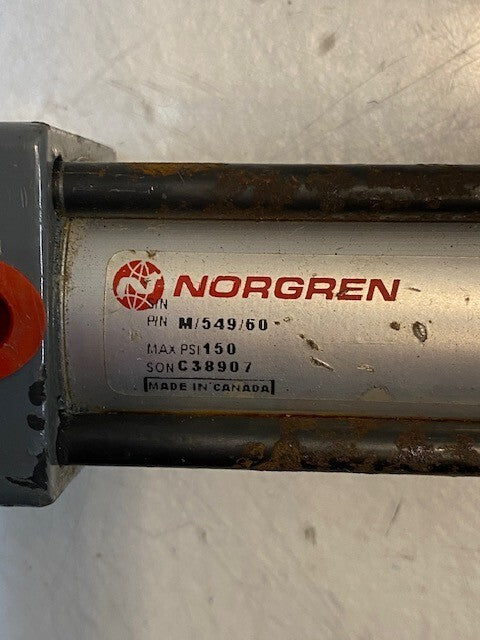 NORGREN
P/N M/549/60
MAX PSI 150
SON C38907
MADE IN CANADA